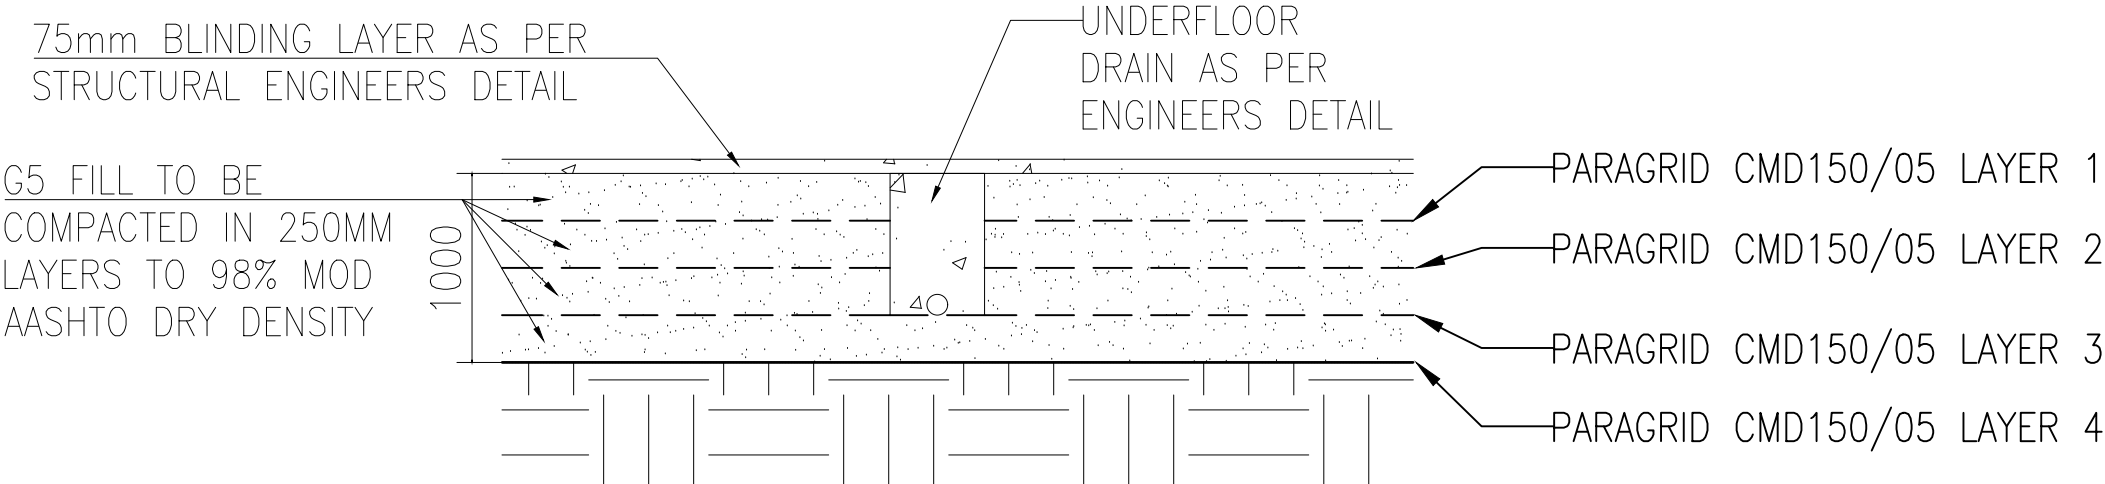 75mm BLINDING LAYER AS PER
STRUCTURAL ENGINEERS DETAIL
UNDERFLOOR
DRAIN AS PER
ENGINEERS DETAIL
G5 FILL TO BE
COMPACTED IN 250MM
LAYERS TO 98% MOD
AASHTO DRY DENSITY
1000
PARAGRID CMD150/05 LAYER 1
PARAGRID CMD150/05 LAYER 2
PARAGRID CMD150/05 LAYER 3
PARAGRID CMD150/05 LAYER 4